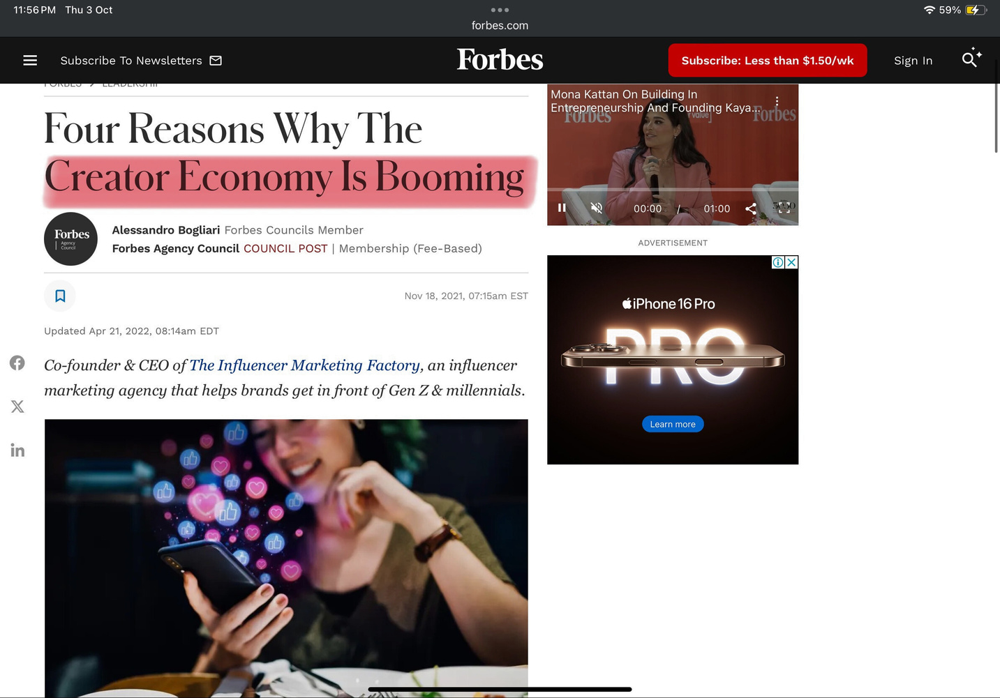 11:56 PM Thu 3 Oct
59%
forbes.com
Subscribe To Newsletters
Forbes
Subscribe: Less than $1.50/wk
Sign In
FORBES > LEADERSHIP
Four Reasons Why The
Creator Economy Is Booming
Forbes
Agency
Council
Alessandro Bogliari Forbes Councils Member
Forbes Agency Council COUNCIL POST | Membership (Fee-Based)
Nov 18, 2021, 07:15am EST
Updated Apr 21, 2022, 08:14am EDT
Co-founder & CEO of The Influencer Marketing Factory, an influencer
marketing agency that helps brands get in front of Gen Z & millennials.
Mona Kattan On Building In
Entrepreneurship And Founding Kaya...
Forbes
r value]
Forbes
00:00 / 01:00
ADVERTISEMENT
iPhone 16 Pro
PRO
Learn more